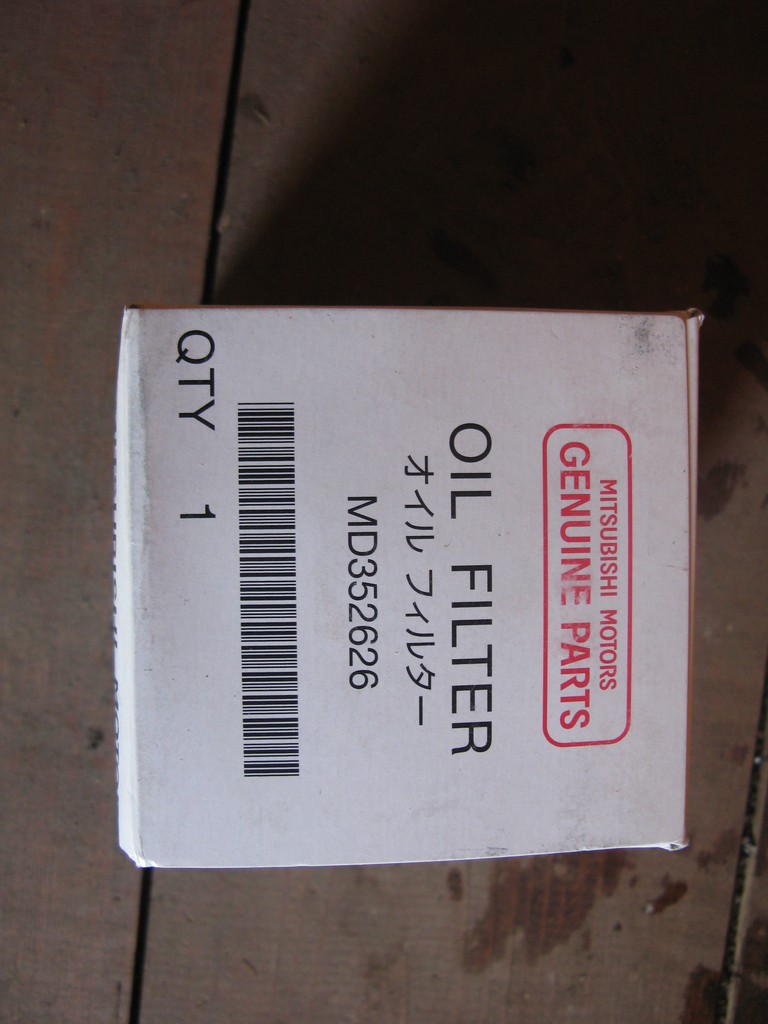 MITSUBISHI MOTORS
GENUINE PARTS
OIL FILTER
オイル フィルター
MD352626
QTY 1